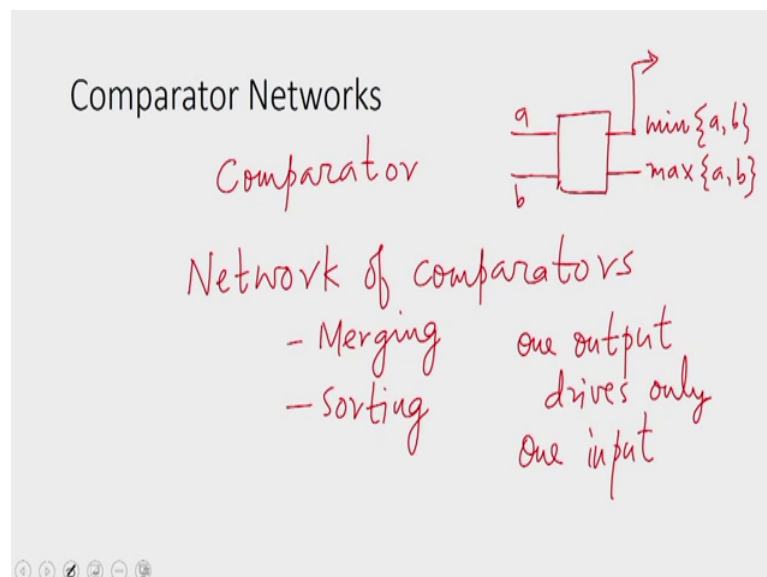 Comparator Networks
a
min{a,b}
Comparator
max{a,b}
b
Network of comparators
- Merging
one output
- Sorting
drives only
one input